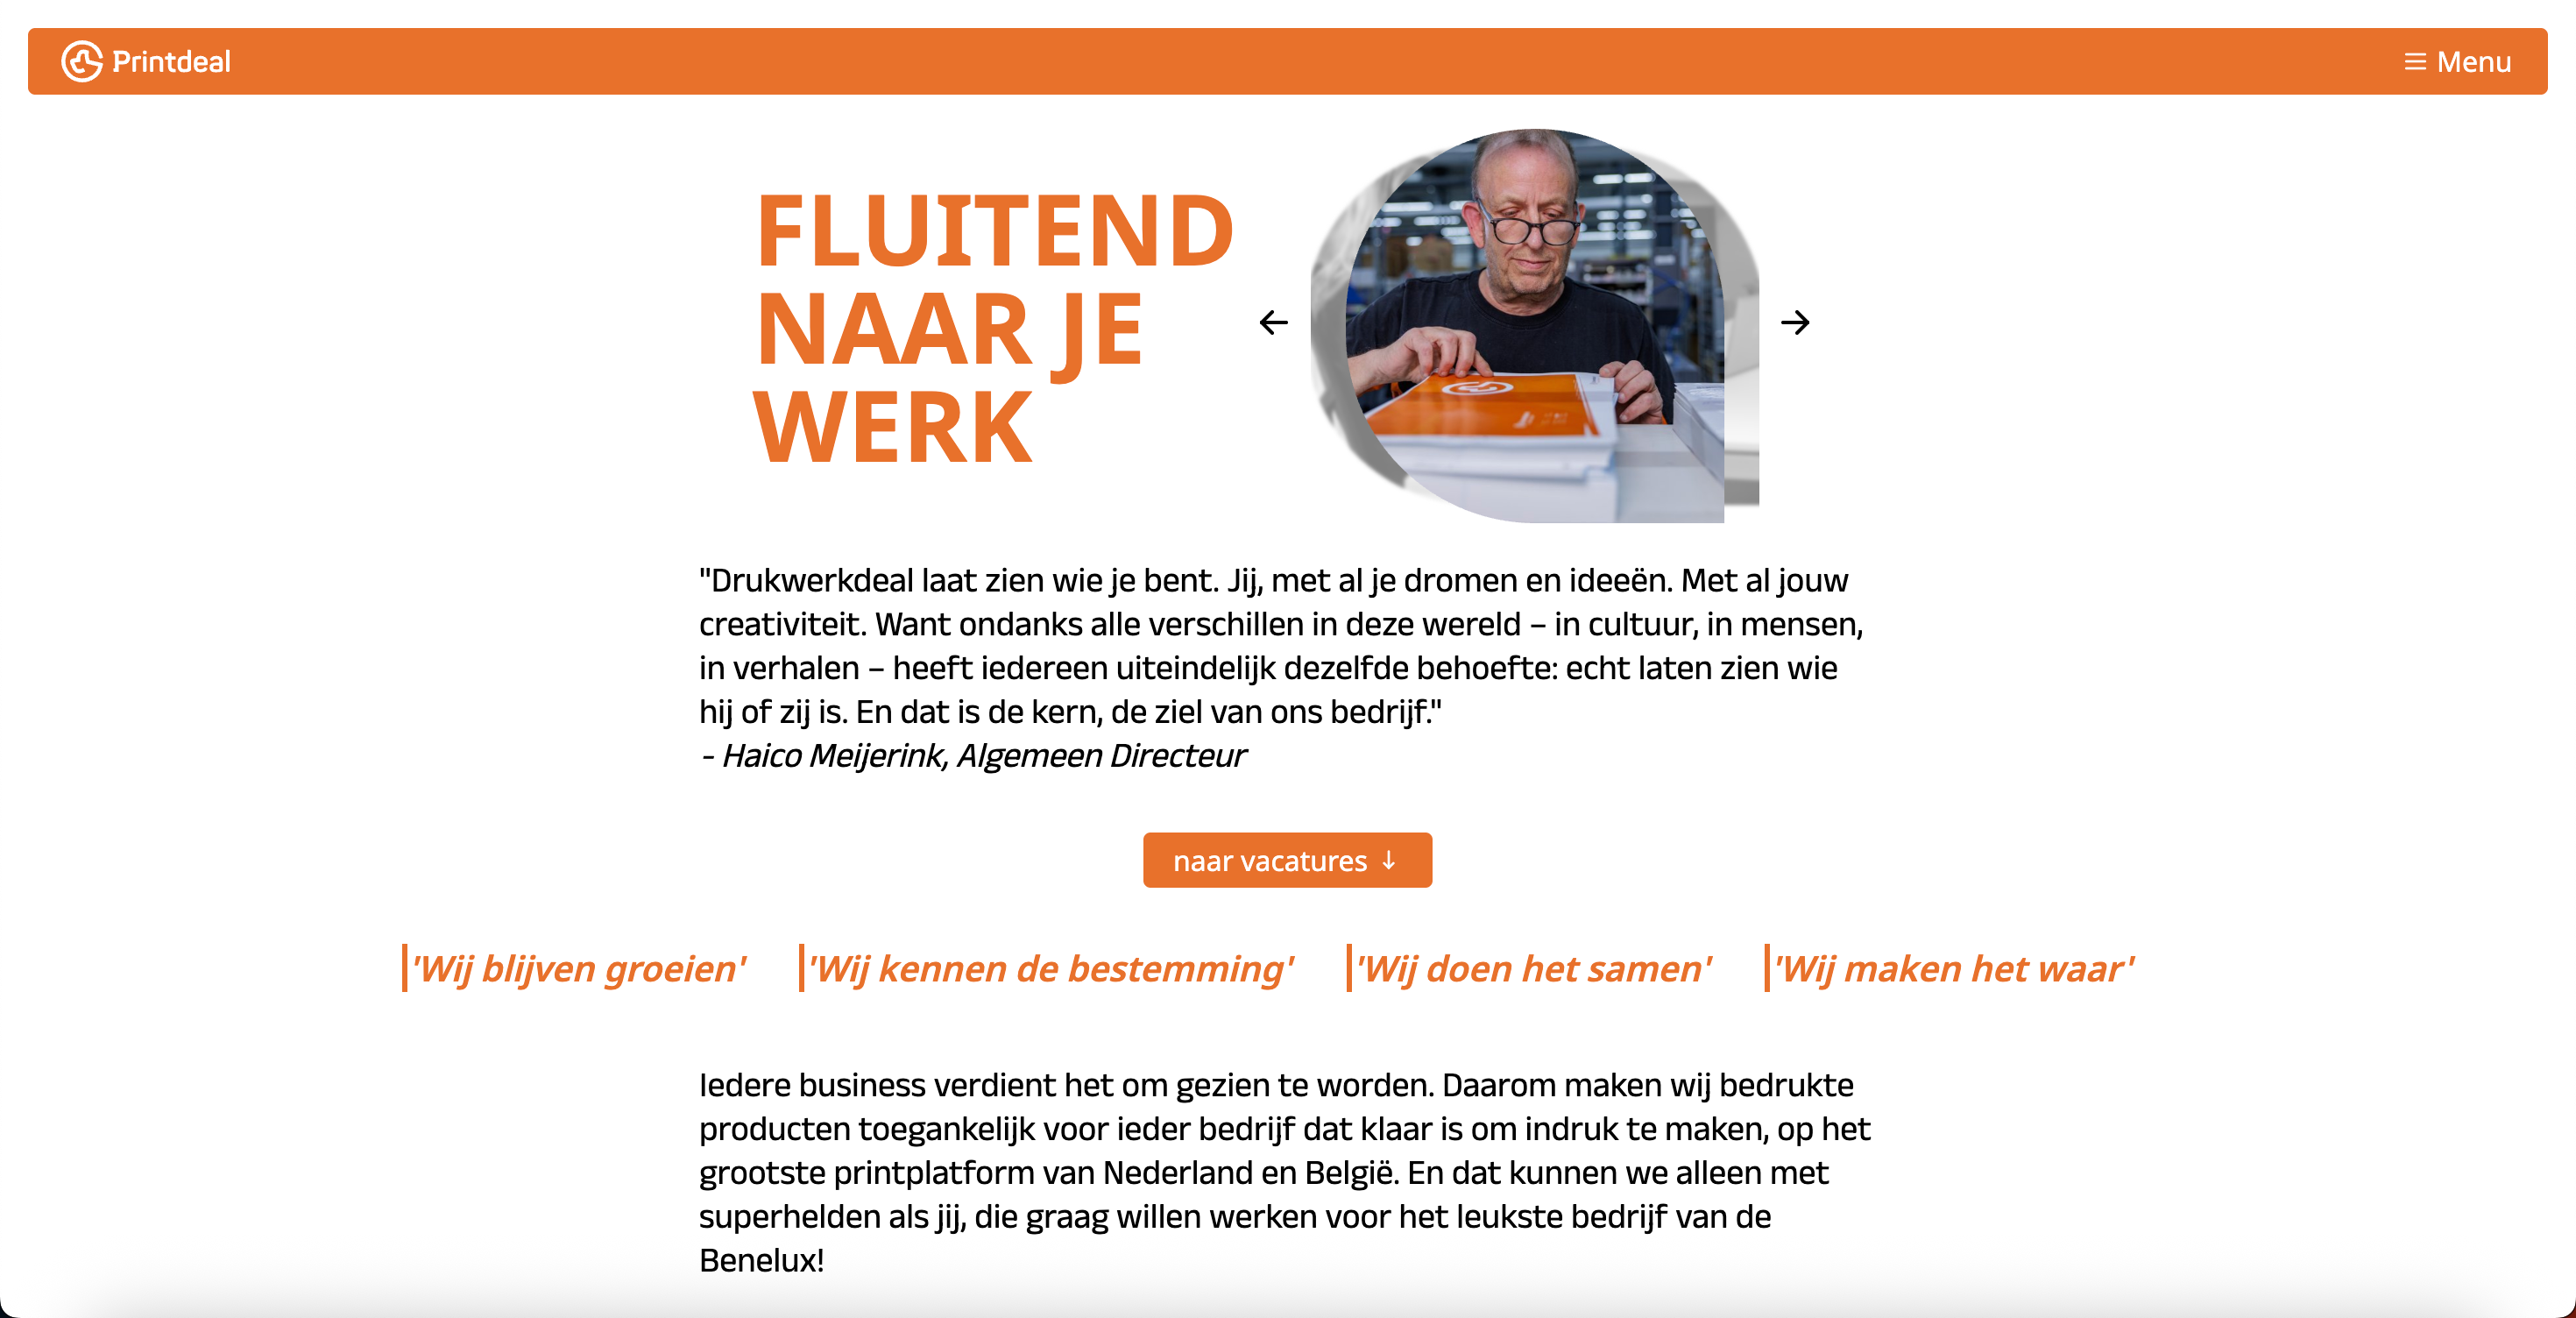 Printdeal
Menu
FLUITEND
NAAR JE
WERK
"Drukwerkdeal laat zien wie je bent. Jij, met al je dromen en ideeën. Met al jouw
creativiteit. Want ondanks alle verschillen in deze wereld – in cultuur, in mensen,
in verhalen – heeft iedereen uiteindelijk dezelfde behoefte: echt laten zien wie
hij of zij is. En dat is de kern, de ziel van ons bedrijf."
- Haico Meijerink, Algemeen Directeur
naar vacatures ↓
'Wij blijven groeien'
'Wij kennen de bestemming'
'Wij doen het samen'
'Wij maken het waar'
Iedere business verdient het om gezien te worden. Daarom maken wij bedrukte
producten toegankelijk voor ieder bedrijf dat klaar is om indruk te maken, op het
grootste printplatform van Nederland en België. En dat kunnen we alleen met
superhelden als jij, die graag willen werken voor het leukste bedrijf van de
Benelux!